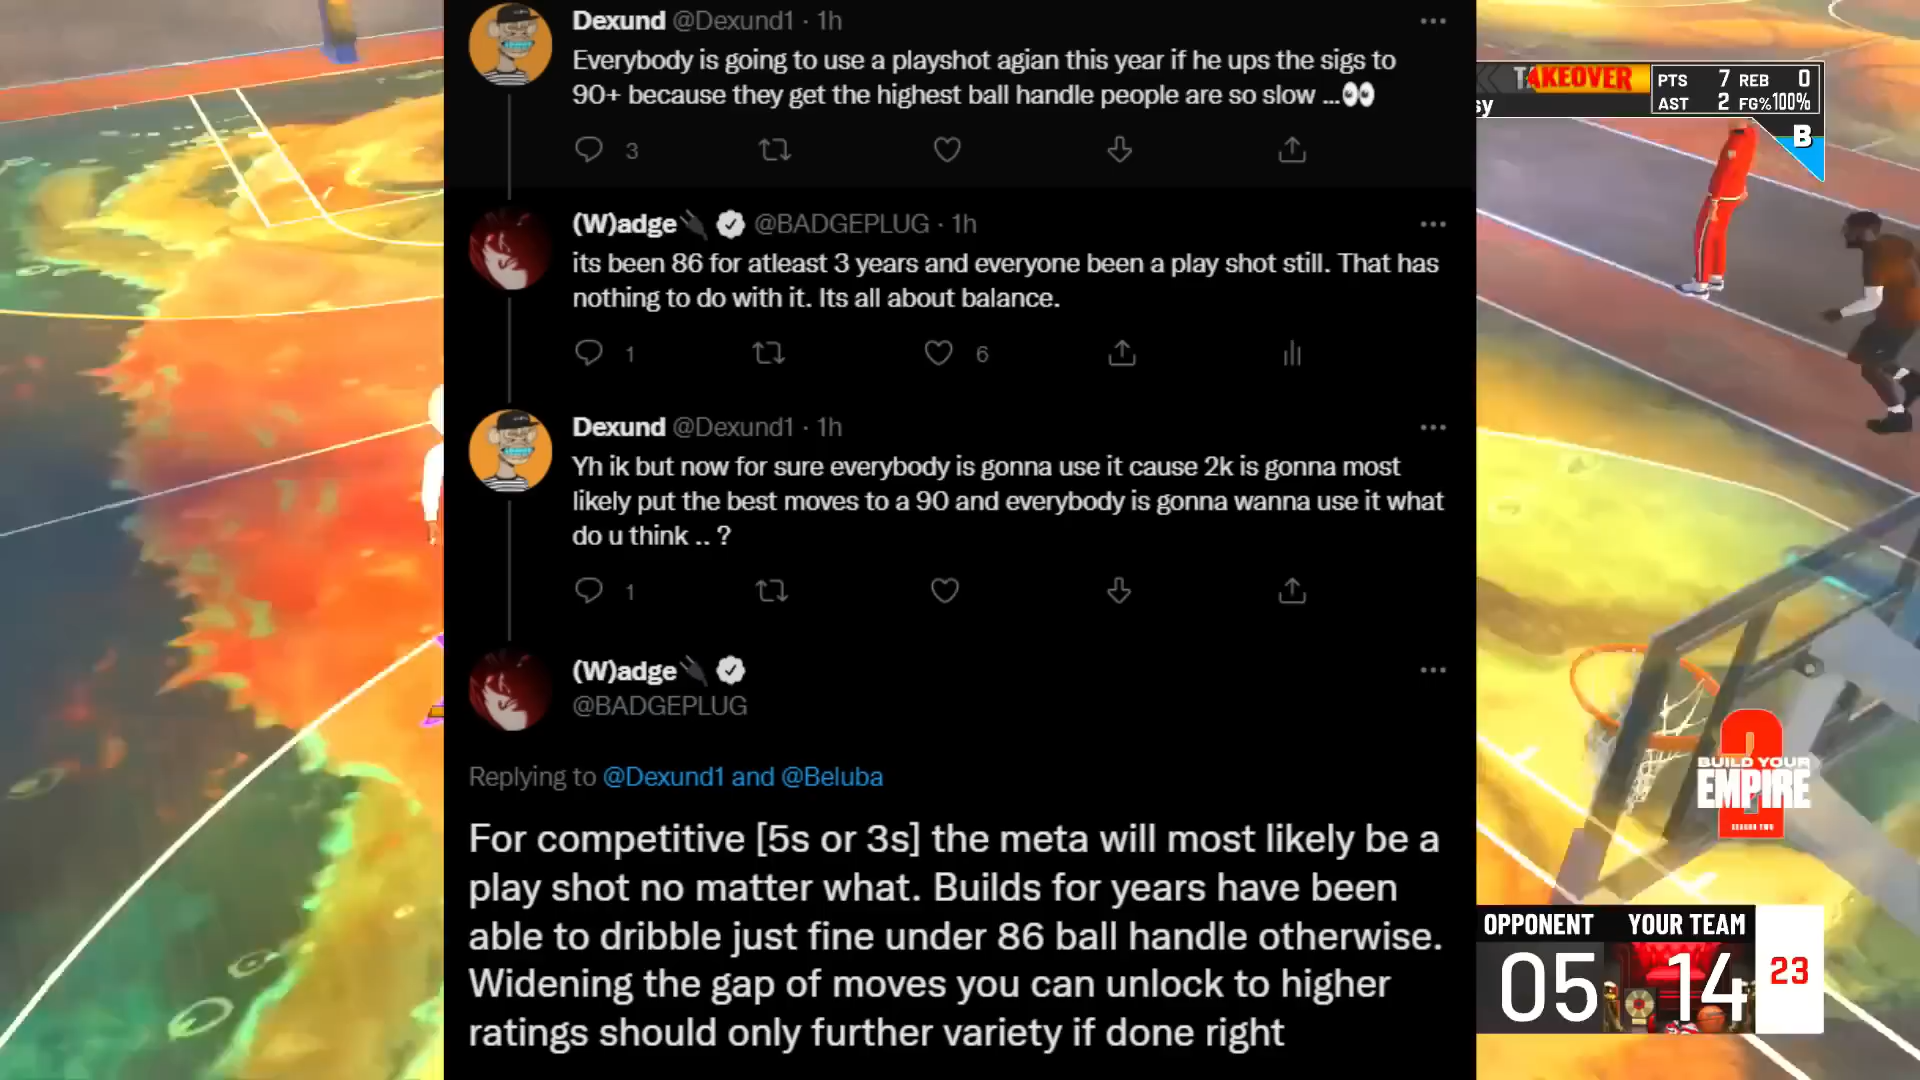 Dexund @Dexund1 · 1h
Everybody is going to use a playshot agian this year if he ups the sigs to
90+ because they get the highest ball handle people are so slow ...👀
3
(W)adge🔌 @BADGEPLUG · 1h
its been 86 for atleast 3 years and everyone been a play shot still. That has
nothing to do with it. Its all about balance.
1 6
Dexund @Dexund1 · 1h
Yh ik but now for sure everybody is gonna use it cause 2k is gonna most
likely put the best moves to a 90 and everybody is gonna wanna use it what
do u think .. ?
1
(W)adge🔌
@BADGEPLUG
Replying to @Dexund1 and @Beluba
For competitive [5s or 3s] the meta will most likely be a
play shot no matter what. Builds for years have been
able to dribble just fine under 86 ball handle otherwise.
Widening the gap of moves you can unlock to higher
ratings should only further variety if done right
TAKEOVER
PTS 7 REB 0
AST 2 FG% 100%
sy
B
2
BUILD YOUR
EMPIRE
SEASON TWO
OPPONENT YOUR TEAM
05 14 23